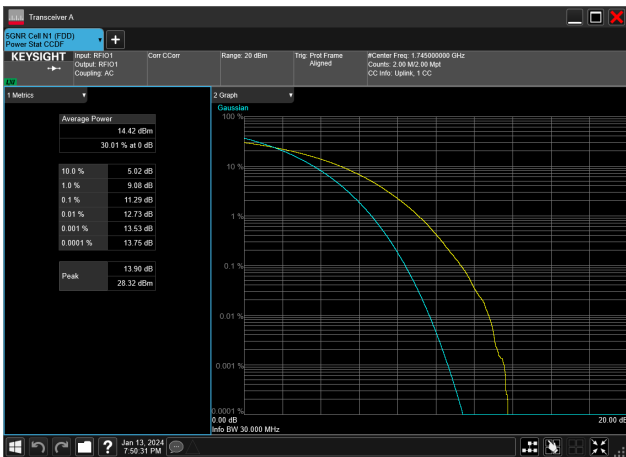 Transceiver A
5GNR Cell N1 (FDD)
Power Stat CCDF
KEYSIGHT
Input: RFIO1
Output: RFIO1
Coupling: AC
Corr CCorr
Range: 20 dBm
Trig: Prot Frame
Aligned
#Center Freq: 1.745000000 GHz
Counts: 2.00 M/2.00 Mpt
CC Info: Uplink, 1 CC
1 Metrics
Average Power
14.42 dBm
30.01 % at 0 dB
10.0 % 5.02 dB
1.0 % 9.08 dB
0.1 % 11.29 dB
0.01 % 12.73 dB
0.001 % 13.53 dB
0.0001 % 13.75 dB
Peak
13.90 dB
28.32 dBm
2 Graph
Gaussian
100 %
10 %
1 %
0.1 %
0.01 %
0.001 %
0.0001 %
0.00 dB
20.00 dB
Info BW 30.000 MHz
Jan 13, 2024
7:50:31 PM